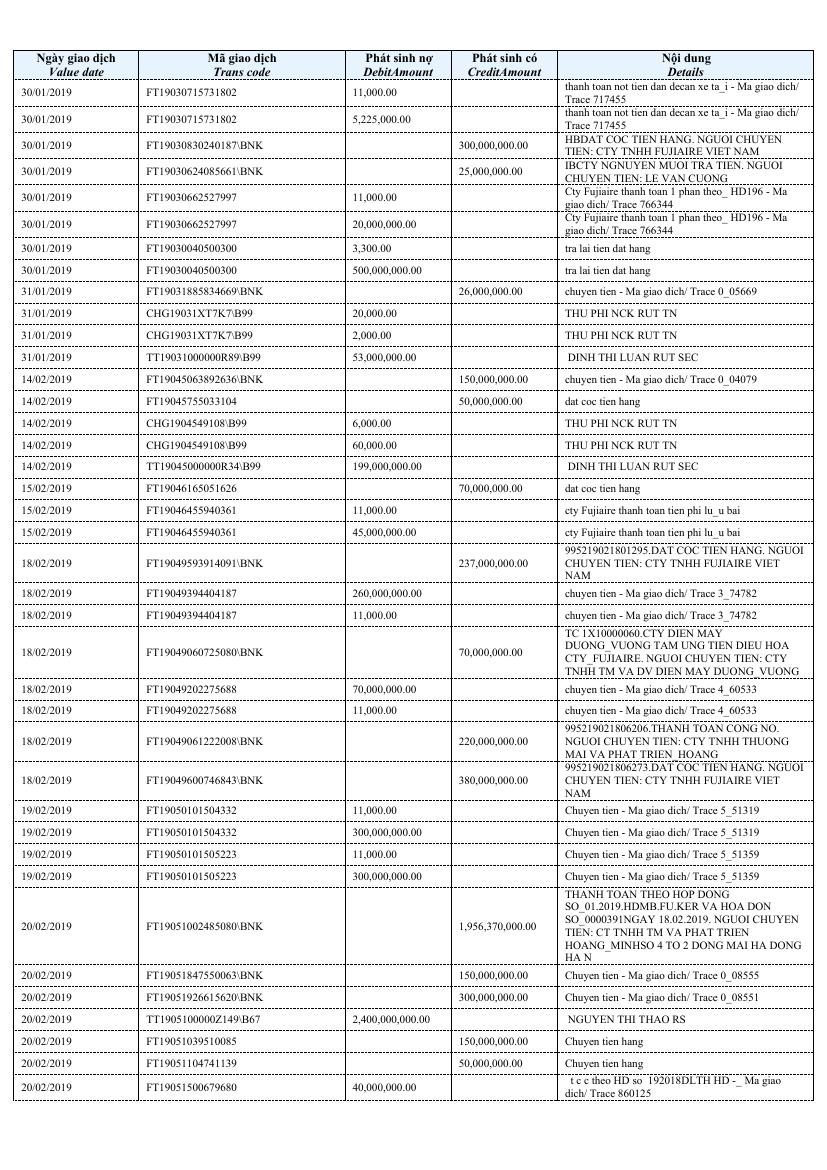 Ngày giao dịch Mã giao dịch Phát sinh nợ Phát sinh có Nội dung
Value date Trans code DebitAmount CreditAmount Details
30/01/2019 FT19030715731802 11,000.00 thanh toan not tien dan decan xe ta_i - Ma giao dich/
Trace 717455
30/01/2019 FT19030715731802 5,225,000.00 thanh toan not tien dan decan xe ta_i - Ma giao dich/
Trace 717455
30/01/2019 FT19030830240187\BNK 300,000,000.00 HBDAT COC TIEN HANG. NGUOI CHUYEN
TIEN: CTY TNHH FUJIAIRE VIET NAM
30/01/2019 FT19030624085661\BNK 25,000,000.00 IBCTY NGNUYEN MUOI TRA TIEN. NGUOI
CHUYEN TIEN: LE VAN CUONG
30/01/2019 FT19030662527997 11,000.00 Cty Fujiaire thanh toan 1 phan theo_ HD196 - Ma
giao dich/ Trace 766344
30/01/2019 FT19030662527997 20,000,000.00 Cty Fujiaire thanh toan 1 phan theo_ HD196 - Ma
giao dich/ Trace 766344
30/01/2019 FT19030040500300 3,300.00 tra lai tien dat hang
30/01/2019 FT19030040500300 500,000,000.00 tra lai tien dat hang
31/01/2019 FT19031885834669\BNK 26,000,000.00 chuyen tien - Ma giao dich/ Trace 0_05669
31/01/2019 CHG19031XT7K7\B99 20,000.00 THU PHI NCK RUT TN
31/01/2019 CHG19031XT7K7\B99 2,000.00 THU PHI NCK RUT TN
31/01/2019 TT19031000000R89\B99 53,000,000.00 DINH THI LUAN RUT SEC
14/02/2019 FT19045063892636\BNK 150,000,000.00 chuyen tien - Ma giao dich/ Trace 0_04079
14/02/2019 FT19045755033104 50,000,000.00 dat coc tien hang
14/02/2019 CHG1904549108\B99 6,000.00 THU PHI NCK RUT TN
14/02/2019 CHG1904549108\B99 60,000.00 THU PHI NCK RUT TN
14/02/2019 TT19045000000R34\B99 199,000,000.00 DINH THI LUAN RUT SEC
15/02/2019 FT19046165051626 70,000,000.00 dat coc tien hang
15/02/2019 FT19046455940361 11,000.00 cty Fujiaire thanh toan tien phi lu_u bai
15/02/2019 FT19046455940361 45,000,000.00 cty Fujiaire thanh toan tien phi lu_u bai
18/02/2019 FT19049593914091\BNK 237,000,000.00 995219021801295.DAT COC TIEN HANG. NGUOI
CHUYEN TIEN: CTY TNHH FUJIAIRE VIET
NAM
18/02/2019 FT19049394404187 260,000,000.00 chuyen tien - Ma giao dich/ Trace 3_74782
18/02/2019 FT19049394404187 11,000.00 chuyen tien - Ma giao dich/ Trace 3_74782
18/02/2019 FT19049060725080\BNK 70,000,000.00 TC 1X10000060.CTY DIEN MAY
DUONG_VUONG TAM UNG TIEN DIEU HOA
CTY_FUJIAIRE. NGUOI CHUYEN TIEN: CTY
TNHH TM VA DV DIEN MAY DUONG_VUONG
18/02/2019 FT19049202275688 70,000,000.00 chuyen tien - Ma giao dich/ Trace 4_60533
18/02/2019 FT19049202275688 11,000.00 chuyen tien - Ma giao dich/ Trace 4_60533
18/02/2019 FT19049061222008\BNK 220,000,000.00 995219021806206.THANH TOAN CONG NO.
NGUOI CHUYEN TIEN: CTY TNHH THUONG
MAI VA PHAT TRIEN_HOANG
18/02/2019 FT19049600746843\BNK 380,000,000.00 995219021806273.DAT COC TIEN HANG. NGUOI
CHUYEN TIEN: CTY TNHH FUJIAIRE VIET
NAM
19/02/2019 FT19050101504332 11,000.00 Chuyen tien - Ma giao dich/ Trace 5_51319
19/02/2019 FT19050101504332 300,000,000.00 Chuyen tien - Ma giao dich/ Trace 5_51319
19/02/2019 FT19050101505223 11,000.00 Chuyen tien - Ma giao dich/ Trace 5_51359
19/02/2019 FT19050101505223 300,000,000.00 Chuyen tien - Ma giao dich/ Trace 5_51359
20/02/2019 FT19051002485080\BNK 1,956,370,000.00 THANH TOAN THEO HOP DONG
SO_01.2019.HDMB.FU.KER VA HOA DON
SO_0000391NGAY 18.02.2019. NGUOI CHUYEN
TIEN: CT TNHH TM VA PHAT TRIEN
HOANG_MINHSO 4 TO 2 DONG MAI HA DONG
HA N
20/02/2019 FT19051847550063\BNK 150,000,000.00 Chuyen tien - Ma giao dich/ Trace 0_08555
20/02/2019 FT19051926615620\BNK 300,000,000.00 Chuyen tien - Ma giao dich/ Trace 0_08551
20/02/2019 TT1905100000Z149\B67 2,400,000,000.00 NGUYEN THI THAO RS
20/02/2019 FT19051039510085 150,000,000.00 Chuyen tien hang
20/02/2019 FT19051104741139 50,000,000.00 Chuyen tien hang
20/02/2019 FT19051500679680 40,000,000.00 t c c theo HD so 192018DLTH HD -_ Ma giao
dich/ Trace 860125